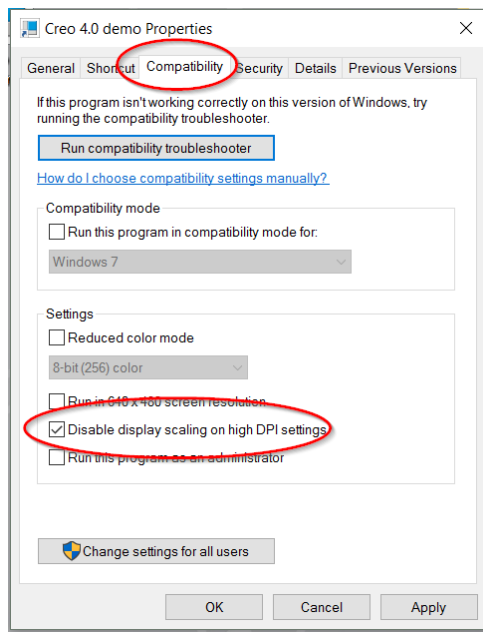 Creo 4.0 demo Properties
General Shortcut Compatibility Security Details Previous Versions
If this program isn't working correctly on this version of Windows, try
running the compatibility troubleshooter.
Run compatibility troubleshooter
How do I choose compatibility settings manually?
Compatibility mode
Run this program in compatibility mode for:
Windows 7
Settings
Reduced color mode
8-bit (256) color
Run in 640 x 480 screen resolution
Disable display scaling on high DPI settings
Run this program as an administrator
Change settings for all users
OK Cancel Apply